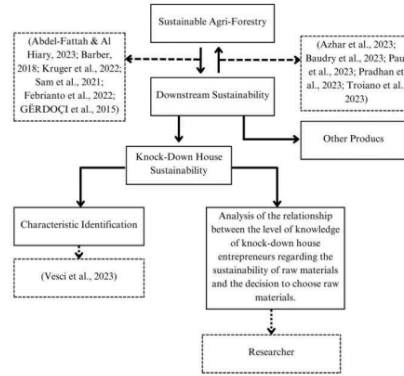 Sustainable Agri-Forestry
(Abdel-Fattah & Al
Hiary, 2023; Barber,
2018; Kruger et al., 2022;
Sam et al., 2021;
Febrianto et al., 2022;
GËRDOÇI et al., 2015)
(Azhar et al., 2023;
Baudry et al., 2023; Paul
et al., 2023; Pradhan et
al., 2023; Troiano et al.,
2023)
Downstream Sustainability
Other Producs
Knock-Down House
Sustainability
Characteristic Identification
Analysis of the relationship
between the level of knowledge
of knock-down house
entrepreneurs regarding the
sustainability of raw materials
and the decision to choose raw
materials.
(Vesci et al., 2023)
Researcher